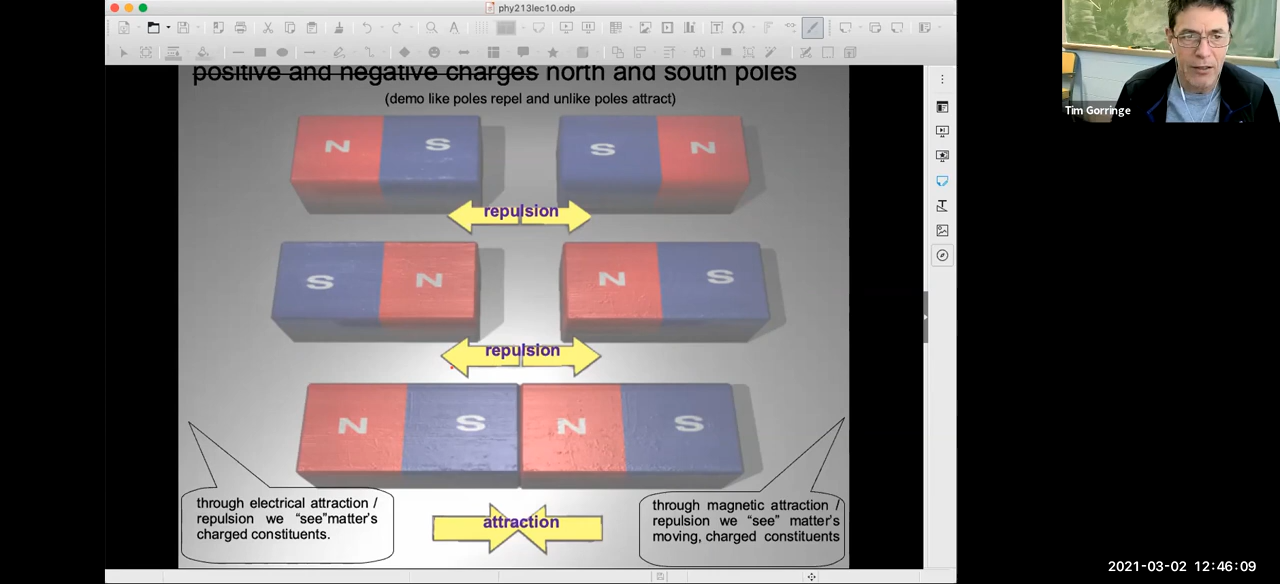 phy213lec10.odp
Tim Gorringe
positive and negative charges north and south poles
(demo like poles repel and unlike poles attract)
N S S N
repulsion
S N N S
repulsion
N S N S
through electrical attraction /
repulsion we “see”matter's
charged constituents.
attraction
through magnetic attraction /
repulsion we “see” matter's
moving, charged constituents
2021-03-02 12:46:09